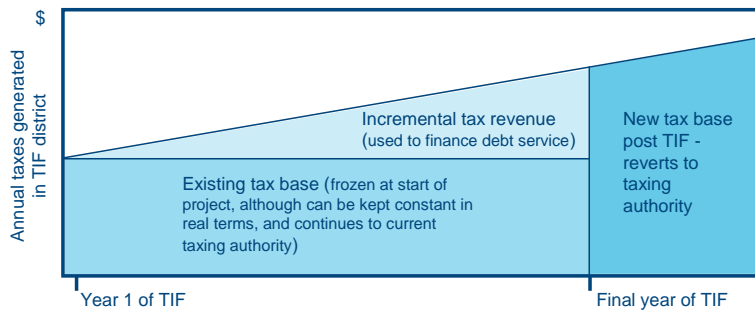 $
Annual taxes generated
in TIF district
Incremental tax revenue
(used to finance debt service)
Existing tax base (frozen at start of
project, although can be kept constant in
real terms, and continues to current
taxing authority)
New tax base
post TIF -
reverts to
taxing
authority
Year 1 of TIF
Final year of TIF